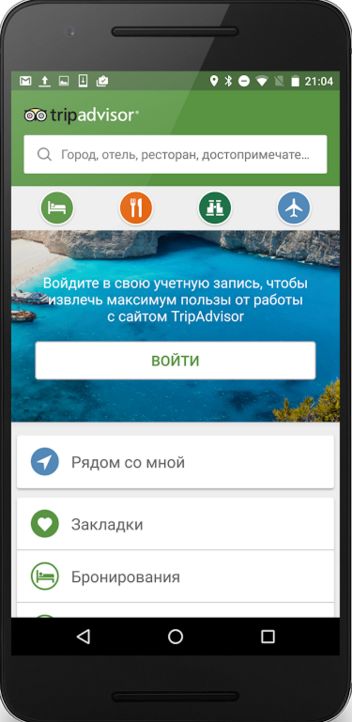 21:04
tripadvisor®
Город, отель, ресторан, достопримечате...
Войдите в свою учетную запись, чтобы
извлечь максимум пользы от работы
с сайтом TripAdvisor
ВОЙТИ
Рядом со мной
Закладки
Бронирования